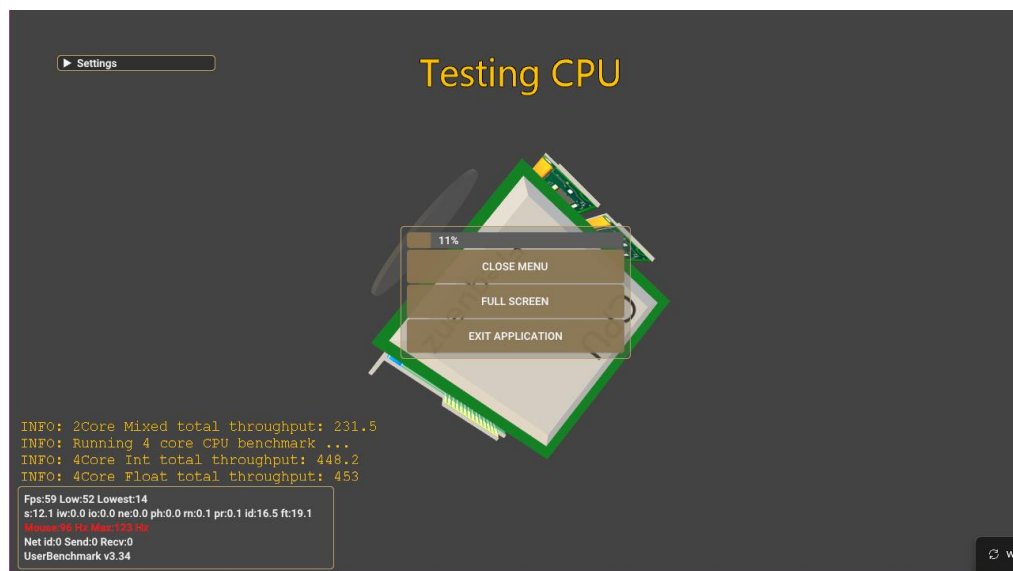 Settings
Testing CPU
11%
CLOSE MENU
FULL SCREEN
EXIT APPLICATION
INFO: 2Core Mixed total throughput: 231.5
INFO: Running 4 core CPU benchmark ...
INFO: 4Core Int total throughput: 448.2
INFO: 4Core Float total throughput: 453
Fps:59 Low:52 Lowest:14
s:12.1 iw:0.0 io:0.0 ne:0.0 ph:0.0 rn:0.1 pr:0.1 id:16.5 ft:19.1
Mouse:96 Hz Max:123 Hz
Net id:0 Send:0 Recv:0
UserBenchmark v3.34